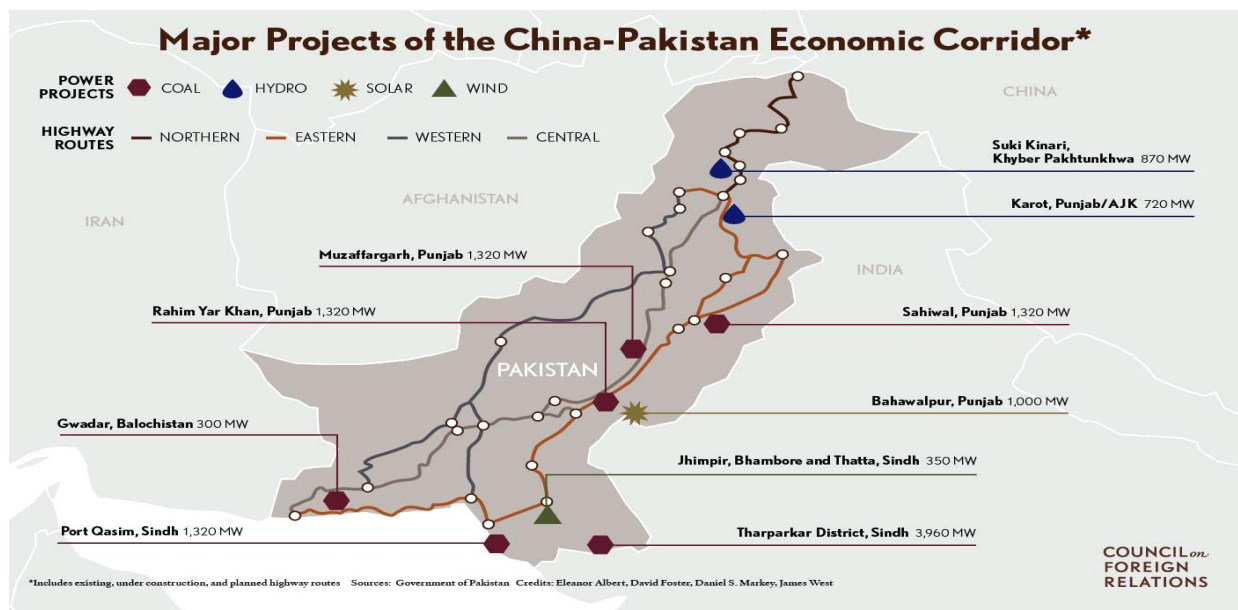 Major Projects of the China-Pakistan Economic Corridor*
POWER
PROJECTS
COAL
HYDRO
SOLAR
WIND
HIGHWAY
ROUTES
NORTHERN
EASTERN
WESTERN
CENTRAL
CHINA
Suki Kinari,
Khyber Pakhtunkhwa 870 MW
AFGHANISTAN
IRAN
Karot, Punjab/AJK 720 MW
Muzaffargarh, Punjab 1,320 MW
INDIA
Rahim Yar Khan, Punjab 1,320 MW
Sahiwal, Punjab 1,320 MW
PAKISTAN
Bahawalpur, Punjab 1,000 MW
Gwadar, Balochistan 300 MW
Jhimpir, Bhambore and Thatta, Sindh 350 MW
Port Qasim, Sindh 1,320 MW
Tharparkar District, Sindh 3,960 MW
*Includes existing, under construction, and planned highway routes Sources: Government of Pakistan Credits: Eleanor Albert, David Foster, Daniel S. Markey, James West
COUNCIL on
FOREIGN
RELATIONS